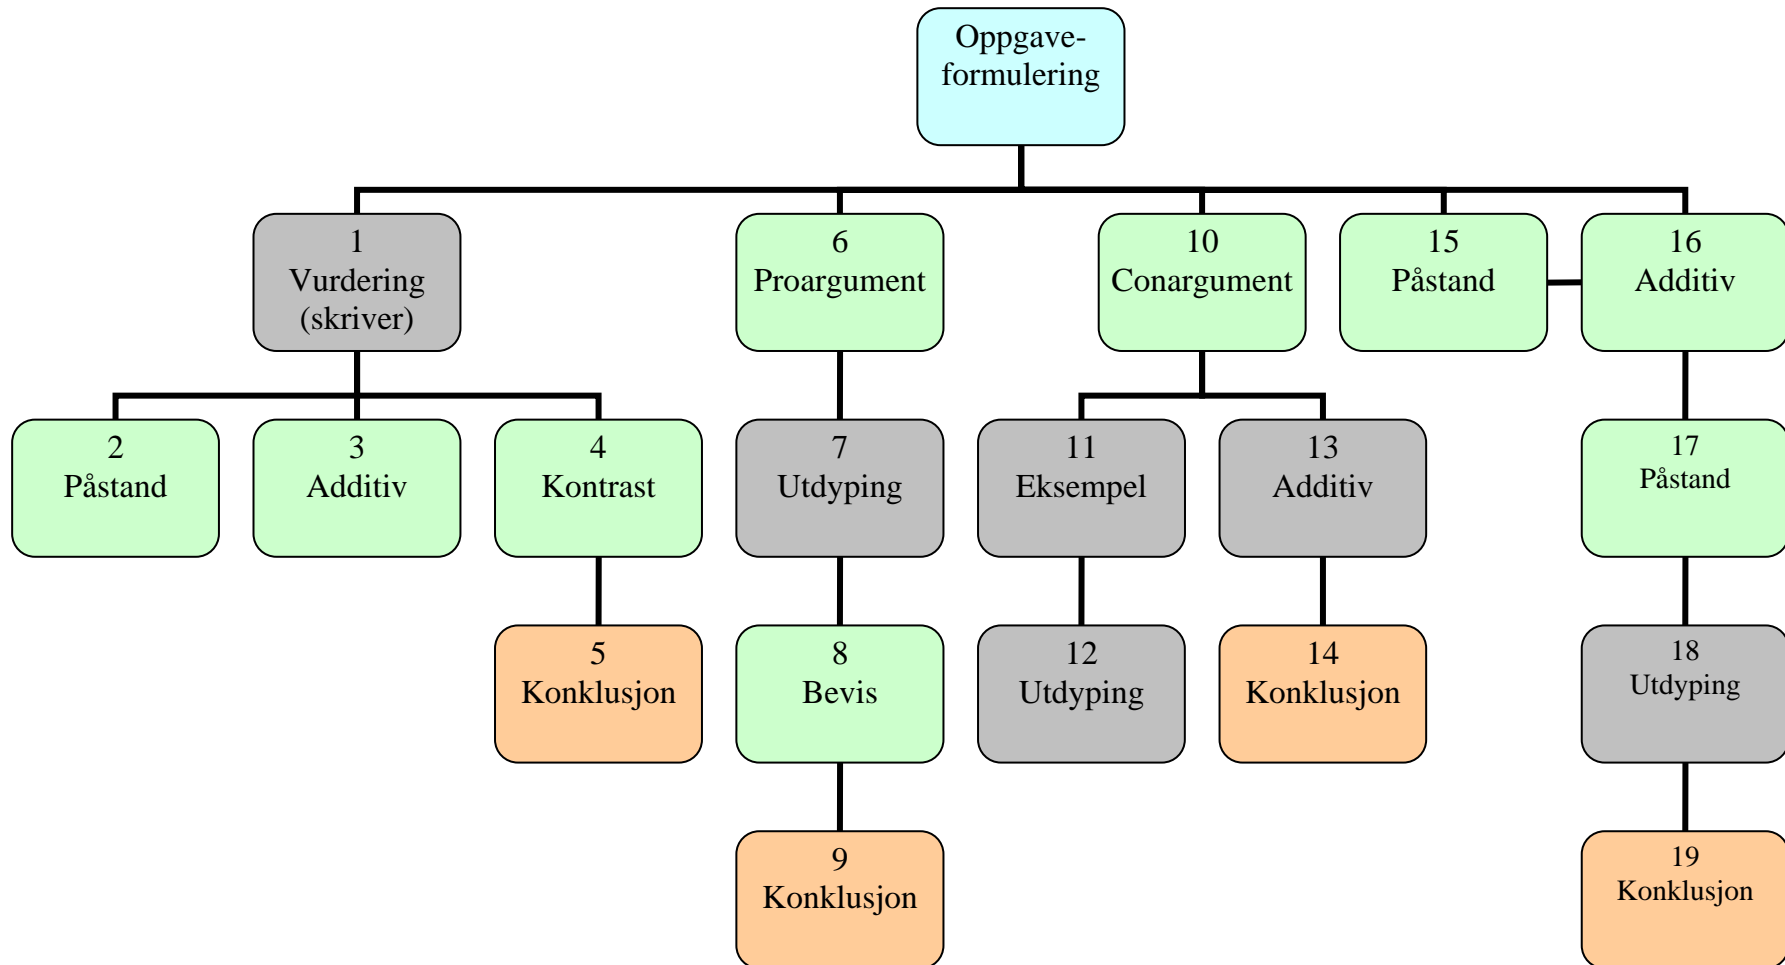 Oppgave-
formulering
1
Vurdering
(skriver)
6
Proargument
10
Conargument
15
Påstand
16
Additiv
2
Påstand
3
Additiv
4
Kontrast
7
Utdyping
11
Eksempel
13
Additiv
17
Påstand
5
Konklusjon
8
Bevis
12
Utdyping
14
Konklusjon
18
Utdyping
9
Konklusjon
19
Konklusjon